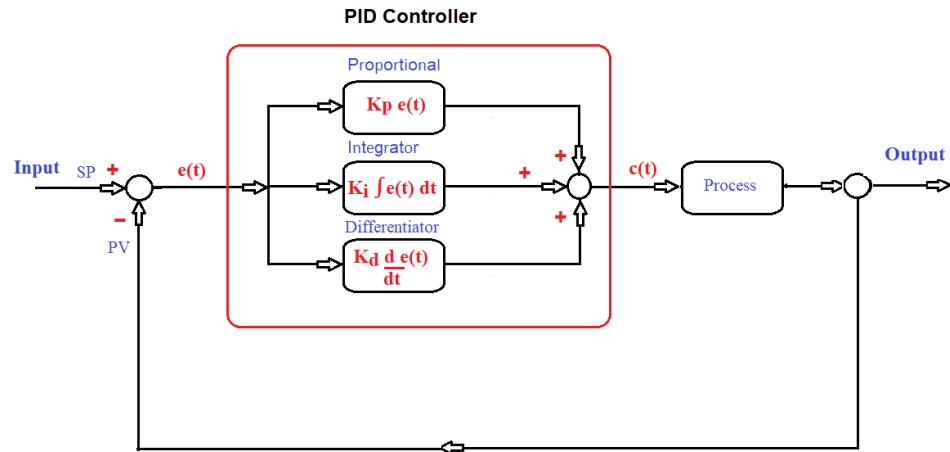 PID Controller
Proportional
Kp e(t)
Integrator
Input
SP
+
e(t)
Ki ∫ e(t) dt
+
+
+
c(t)
Process
Output
−
PV
Differentiator
Kd d e(t)
dt